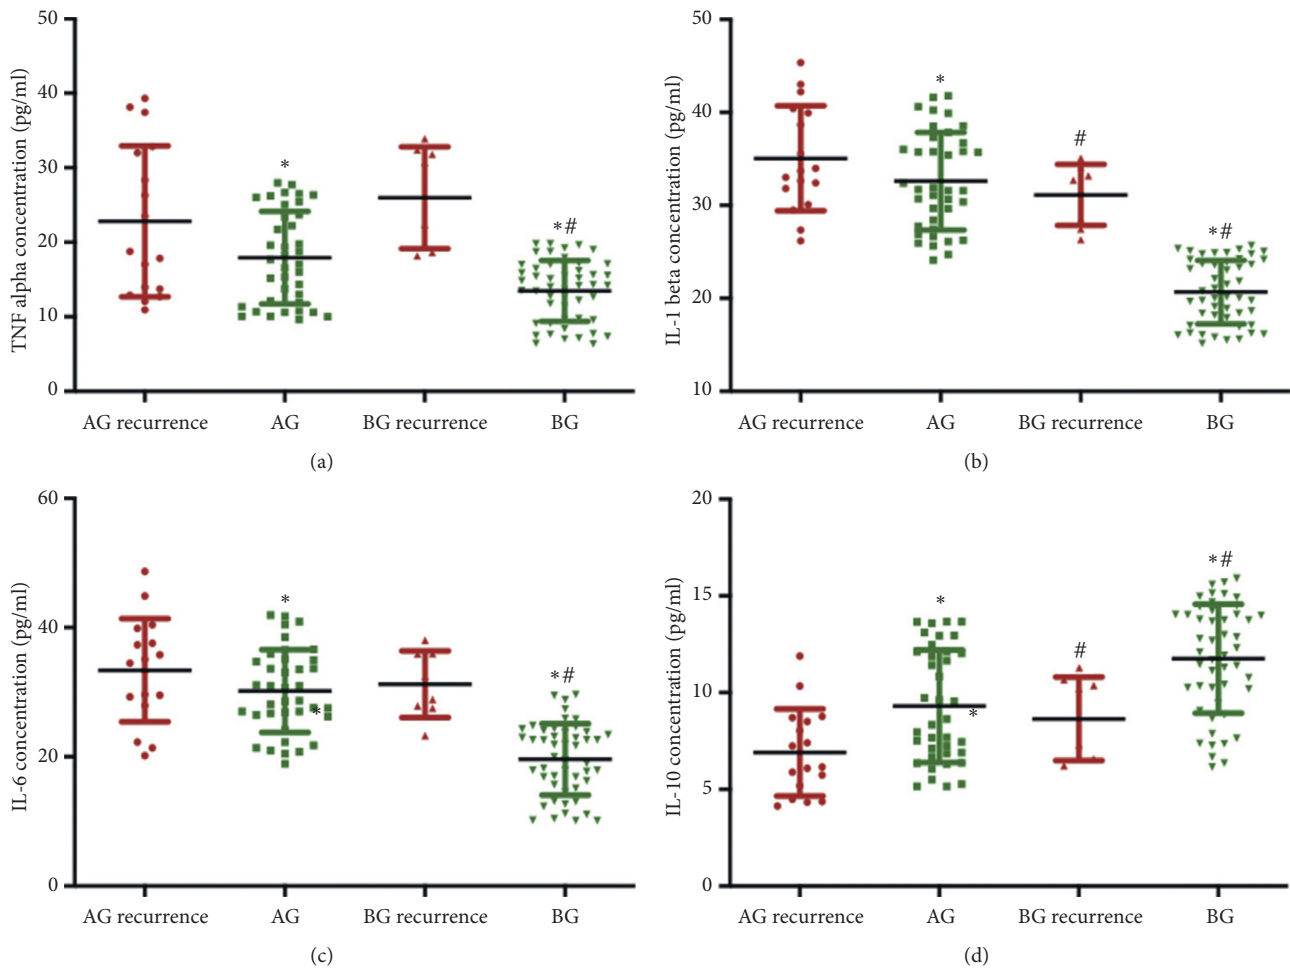 TNF alpha concentration (pg/ml)
50
40
30
20
10
0
*
*#
AG recurrence AG BG recurrence BG
(a)
IL-1 beta concentration (pg/ml)
50
40
30
20
10
*
#
*#
AG recurrence AG BG recurrence BG
(b)
IL-6 concentration (pg/ml)
60
40
20
0
*
*#
*
AG recurrence AG BG recurrence BG
(c)
IL-10 concentration (pg/ml)
20
15
10
5
0
*#
*
#
*
AG recurrence AG BG recurrence BG
(d)